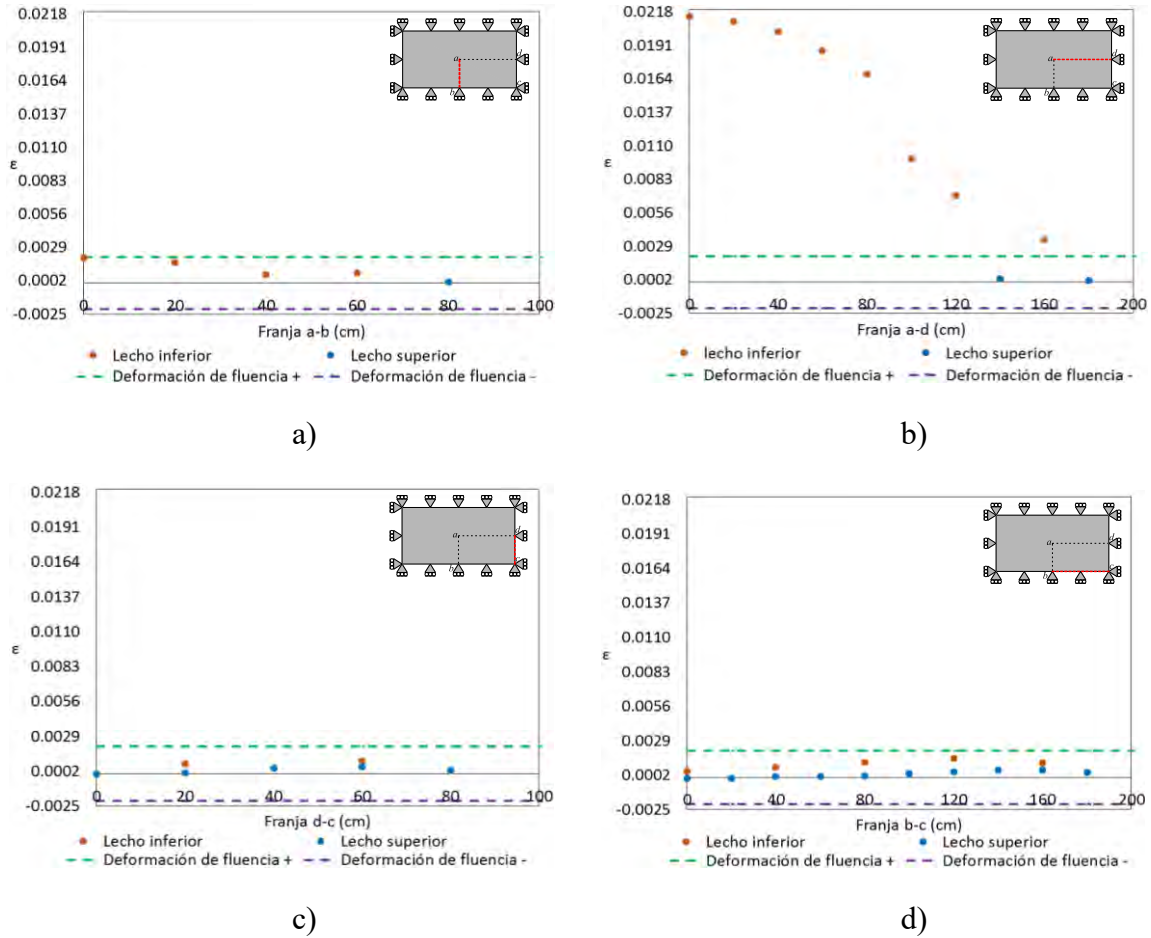 0.0218
0.0191
0.0164
0.0137
0.0110
ε
0.0083
0.0056
0.0029
0.0002
-0.0025
0 20 40 60 80 100
a
d
b
c
Franja a-b (cm)
Lecho inferior Lecho superior
Deformación de fluencia + Deformación de fluencia -
a)
0.0218
0.0191
0.0164
0.0137
0.0110
ε
0.0083
0.0056
0.0029
0.0002
-0.0025
0 40 80 120 160 200
a
d
b
c
Franja a-d (cm)
lecho inferior Lecho superior
Deformación de fluencia + Deformación de fluencia -
b)
0.0218
0.0191
0.0164
0.0137
0.0110
ε
0.0083
0.0056
0.0029
0.0002
-0.0025
0 20 40 60 80 100
a
d
b
c
Franja d-c (cm)
Lecho inferior Lecho superior
Deformación de fluencia + Deformación de fluencia -
c)
0.0218
0.0191
0.0164
0.0137
0.0110
ε
0.0083
0.0056
0.0029
0.0002
-0.0025
0 40 80 120 160 200
a
d
b
c
Franja b-c (cm)
Lecho inferior Lecho superior
Deformación de fluencia + Deformación de fluencia -
d)